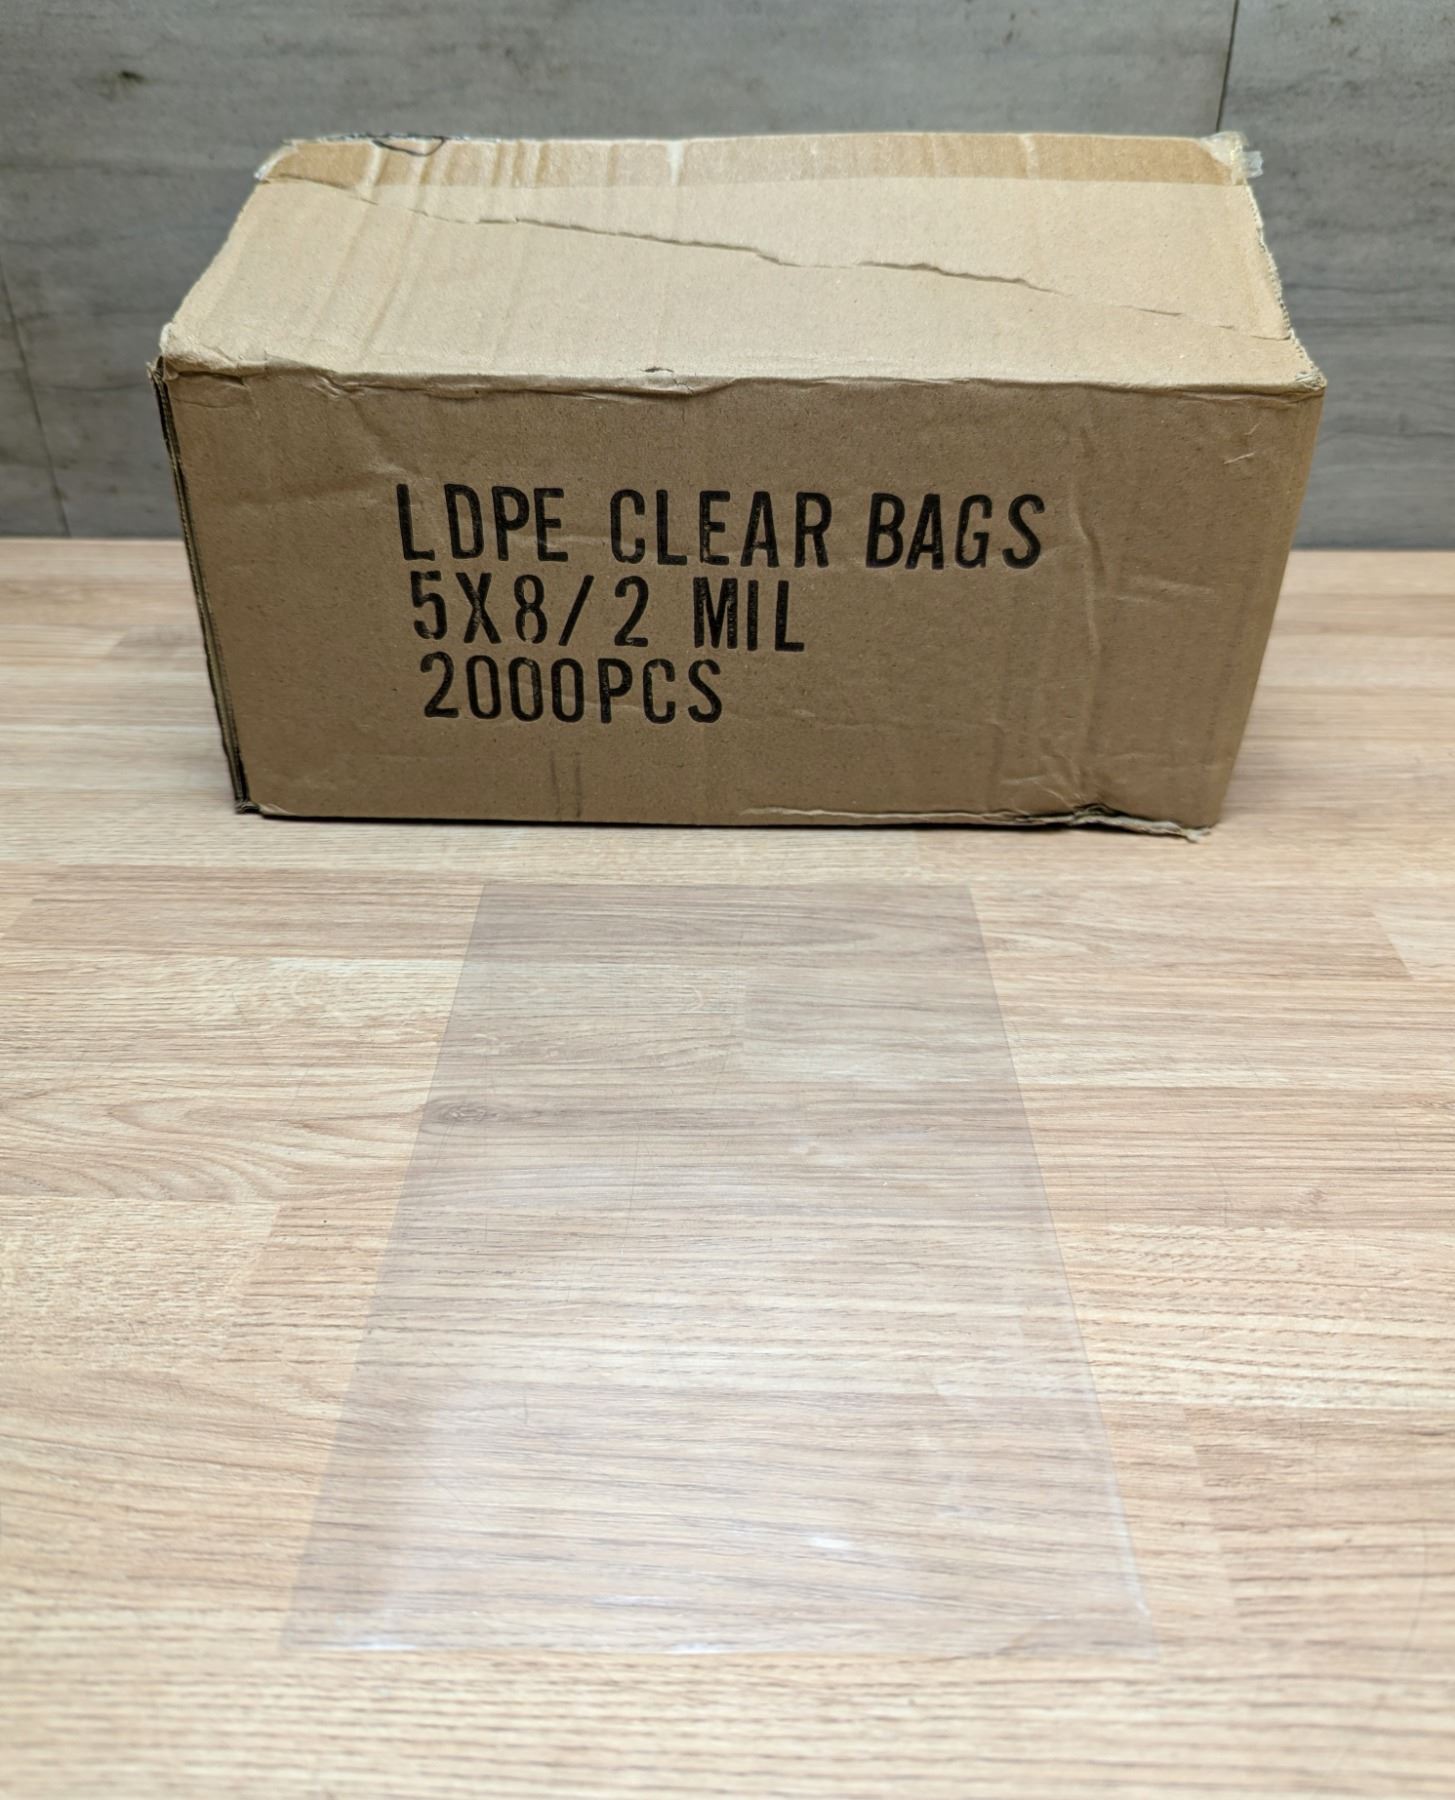 LDPE CLEAR BAGS
5X8/2 MIL
2000PCS